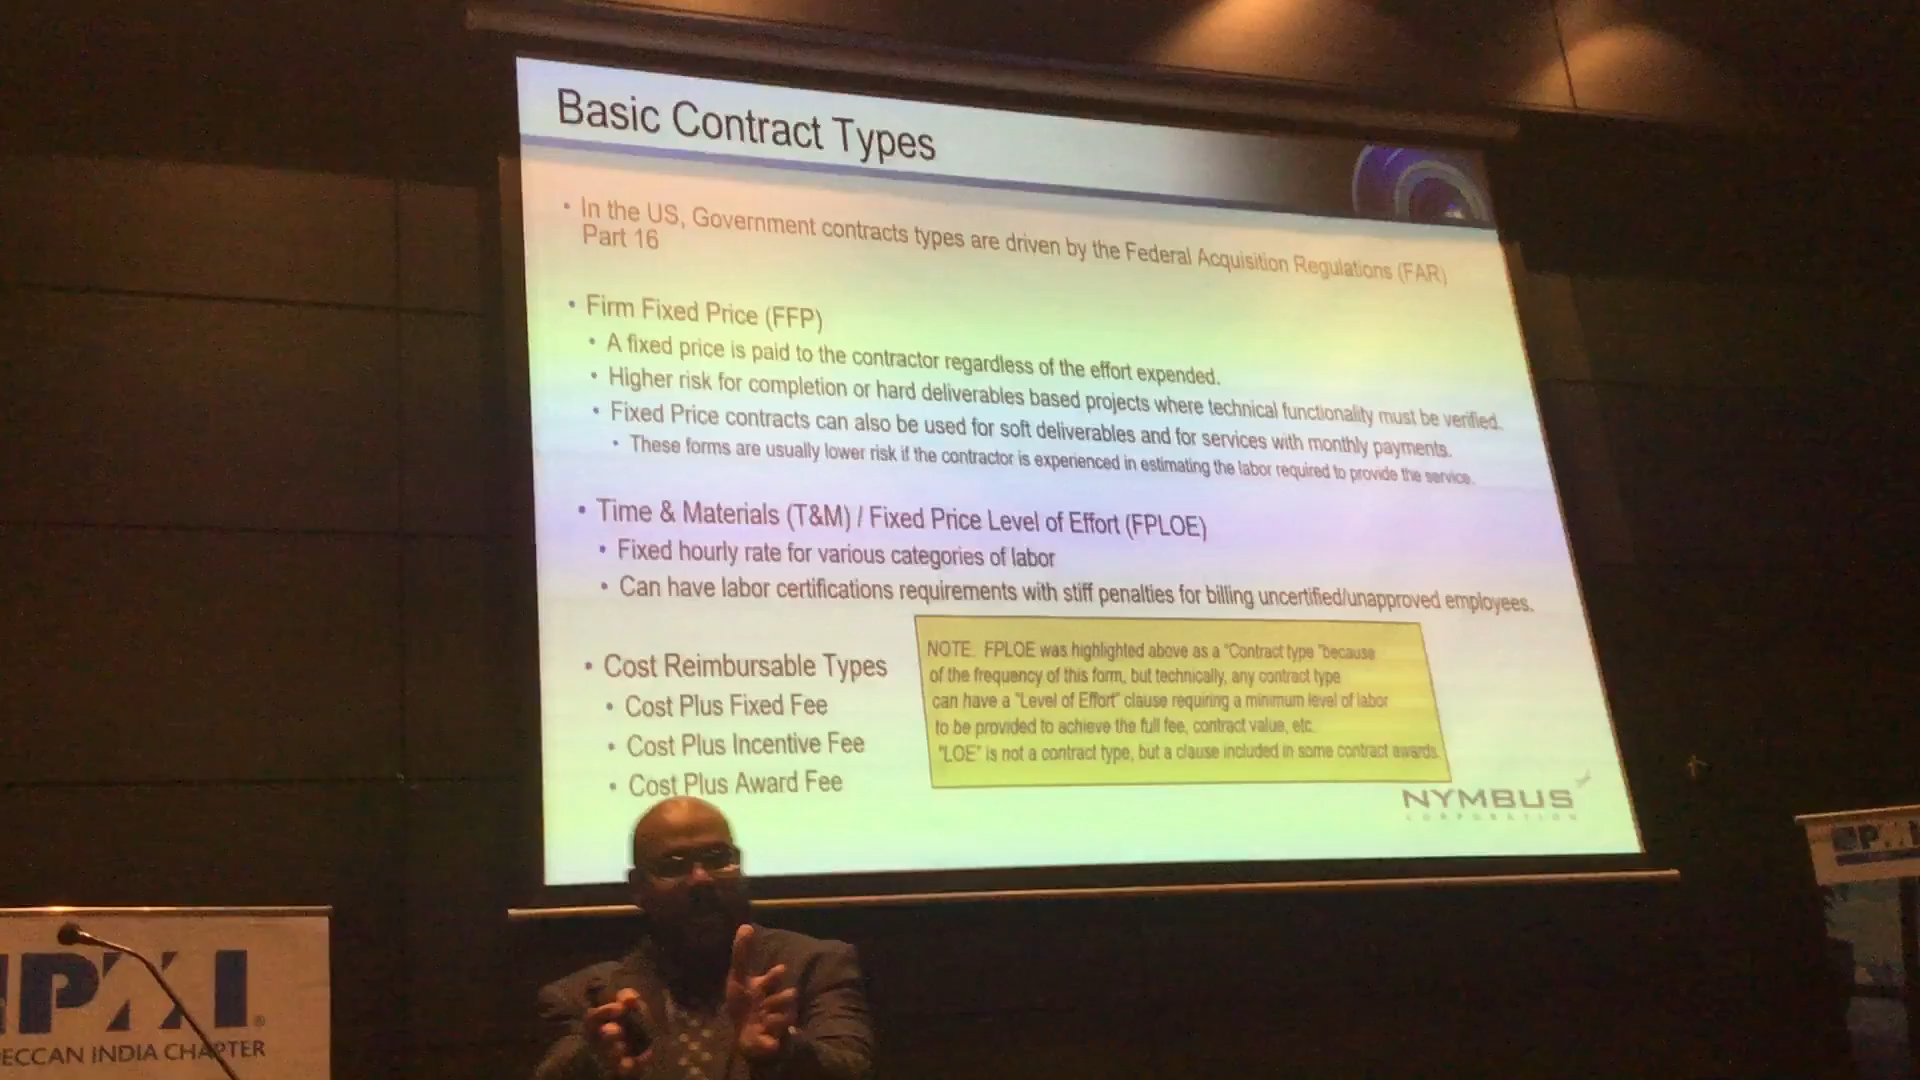 Basic Contract Types
• In the US, Government contracts types are driven by the Federal Acquisition Regulations (FAR)
Part 16
• Firm Fixed Price (FFP)
• A fixed price is paid to the contractor regardless of the effort expended.
• Higher risk for completion or hard deliverables based projects where technical functionality must be verified.
• Fixed Price contracts can also be used for soft deliverables and for services with monthly payments.
• These forms are usually lower risk if the contractor is experienced in estimating the labor required to provide the service.
• Time & Materials (T&M) / Fixed Price Level of Effort (FPLOE)
• Fixed hourly rate for various categories of labor
• Can have labor certifications requirements with stiff penalties for billing uncertified/unapproved employees.
• Cost Reimbursable Types
• Cost Plus Fixed Fee
• Cost Plus Incentive Fee
• Cost Plus Award Fee
NOTE: FPLOE was highlighted above as a "Contract type "because
of the frequency of this form, but technically, any contract type
can have a "Level of Effort" clause requiring a minimum level of labor
to be provided to achieve the full fee, contract value, etc.
"LOE" is not a contract type, but a clause included in some contract awards.
NYMBUS
CORPORATION
PMI®
ECCAN INDIA CHAPTER
PMI